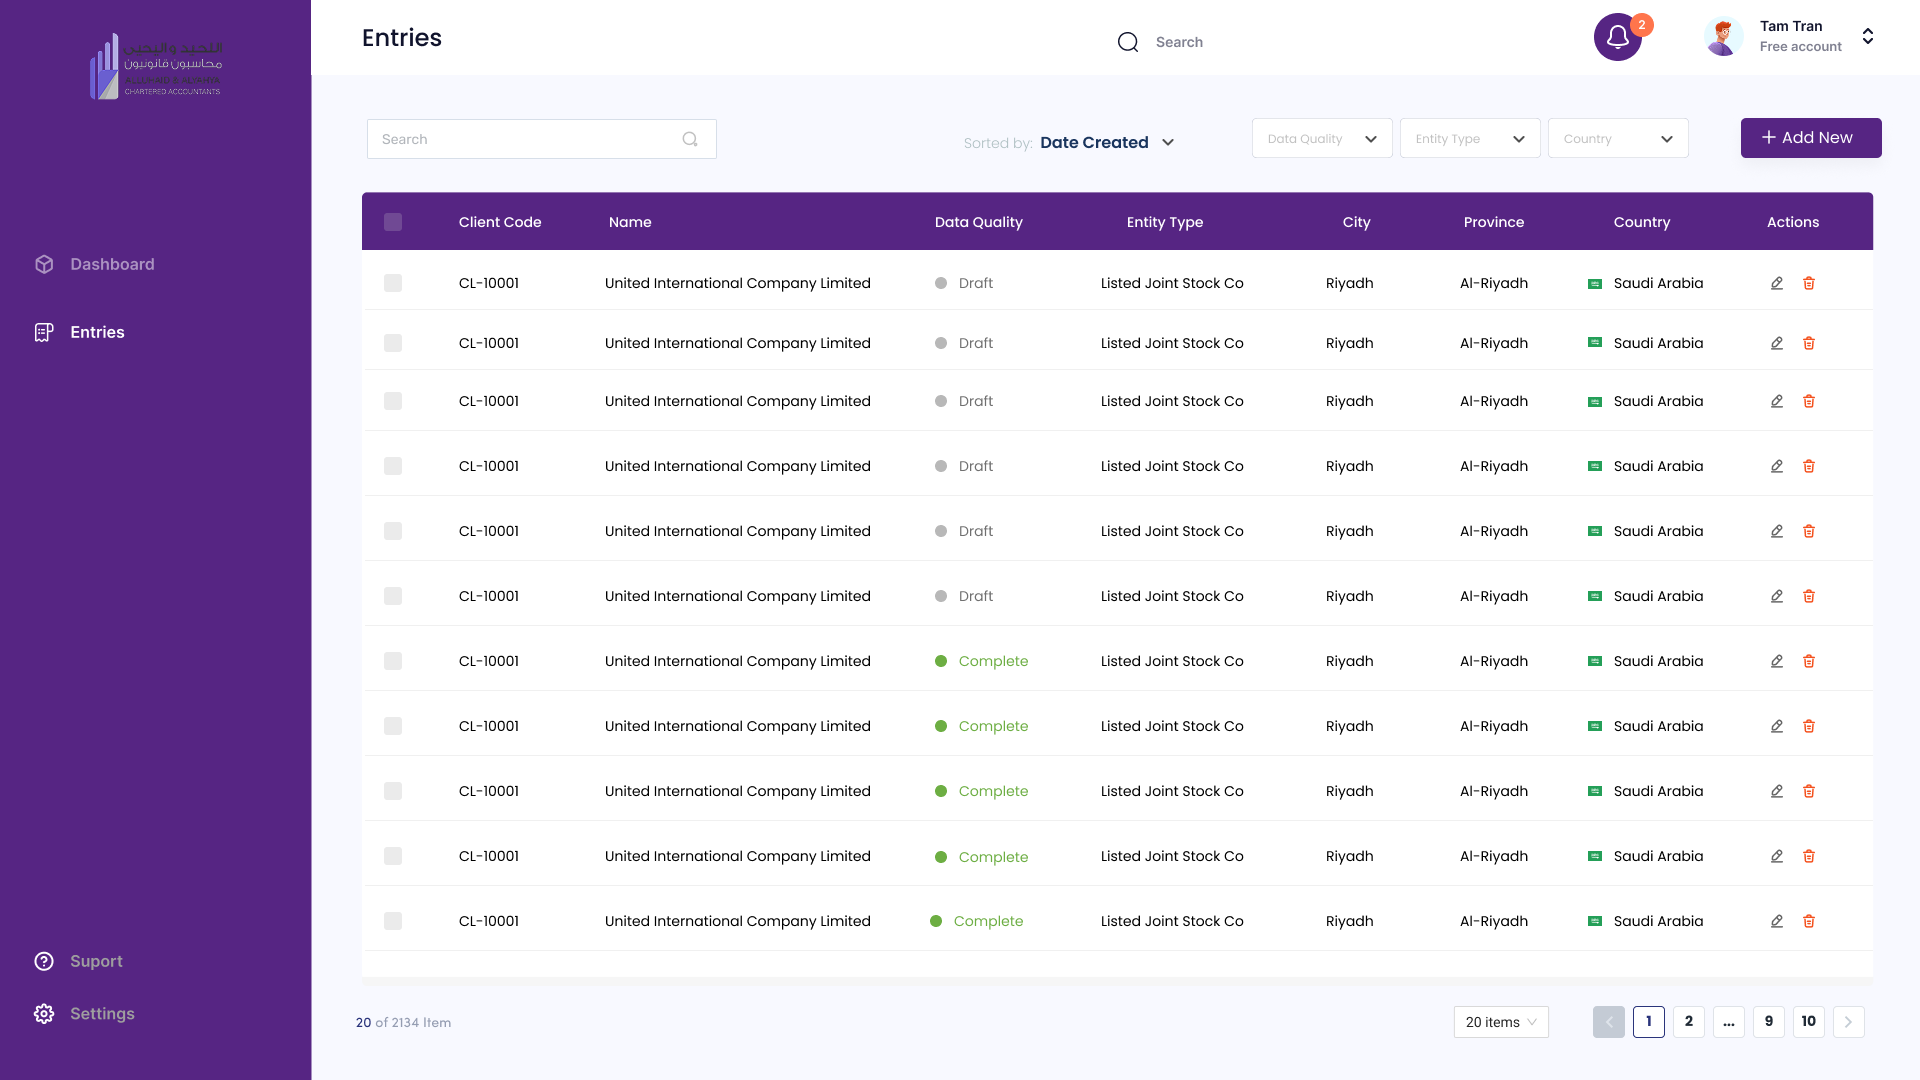 محاسبون قانونيون
CHARTERED ACCOUNTANTS
Dashboard
Entries
Suport
Settings
Entries
Search
2
Tam Tran
Free account
Search
Sorted by: Date Created
Data Quality
Entity Type
Country
Add New
Client Code Name Data Quality Entity Type City Province Country Actions
CL-10001 United International Company Limited Draft Listed Joint Stock Co Riyadh Al-Riyadh Saudi Arabia
CL-10001 United International Company Limited Draft Listed Joint Stock Co Riyadh Al-Riyadh Saudi Arabia
CL-10001 United International Company Limited Draft Listed Joint Stock Co Riyadh Al-Riyadh Saudi Arabia
CL-10001 United International Company Limited Draft Listed Joint Stock Co Riyadh Al-Riyadh Saudi Arabia
CL-10001 United International Company Limited Draft Listed Joint Stock Co Riyadh Al-Riyadh Saudi Arabia
CL-10001 United International Company Limited Draft Listed Joint Stock Co Riyadh Al-Riyadh Saudi Arabia
CL-10001 United International Company Limited Complete Listed Joint Stock Co Riyadh Al-Riyadh Saudi Arabia
CL-10001 United International Company Limited Complete Listed Joint Stock Co Riyadh Al-Riyadh Saudi Arabia
CL-10001 United International Company Limited Complete Listed Joint Stock Co Riyadh Al-Riyadh Saudi Arabia
CL-10001 United International Company Limited Complete Listed Joint Stock Co Riyadh Al-Riyadh Saudi Arabia
CL-10001 United International Company Limited Complete Listed Joint Stock Co Riyadh Al-Riyadh Saudi Arabia
20 of 2134 Item
20 items
1 2 ... 9 10